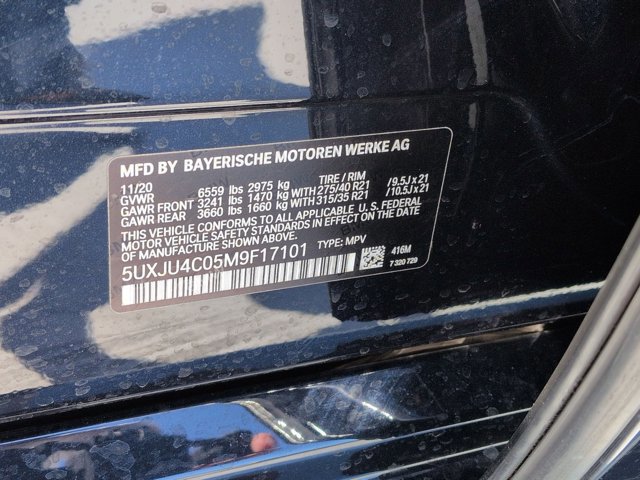 MFD BY BAYERISCHE MOTOREN WERKE AG
11/20 TIRE / RIM
GVWR 6559 lbs 2975 kg
GAWR FRONT 3241 lbs 1470 kg WITH 275/40 R21 /9.5J x 21
GAWR REAR 3660 lbs 1660 kg WITH 315/35 R21 /10.5J x 21
THIS VEHICLE CONFORMS TO ALL APPLICABLE U.S. FEDERAL
MOTOR VEHICLE SAFETY STANDARDS IN EFFECT ON THE DATE
OF MANUFACTURE SHOWN ABOVE.
5UXJU4C05M9F17101 TYPE: MPV
416M
7 320 729